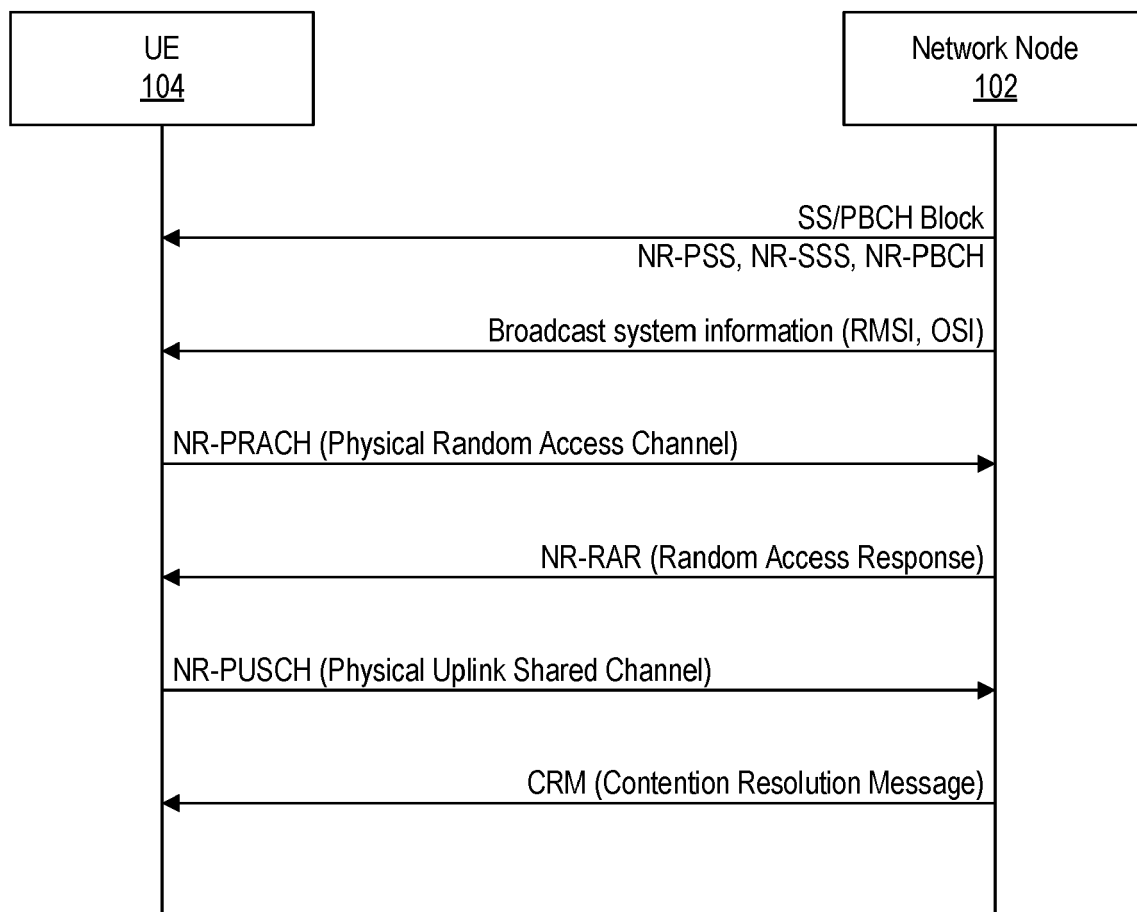 UE
104
Network Node
102
SS/PBCH Block
NR-PSS, NR-SSS, NR-PBCH
Broadcast system information (RMSI, OSI)
NR-PRACH (Physical Random Access Channel)
NR-RAR (Random Access Response)
NR-PUSCH (Physical Uplink Shared Channel)
CRM (Contention Resolution Message)